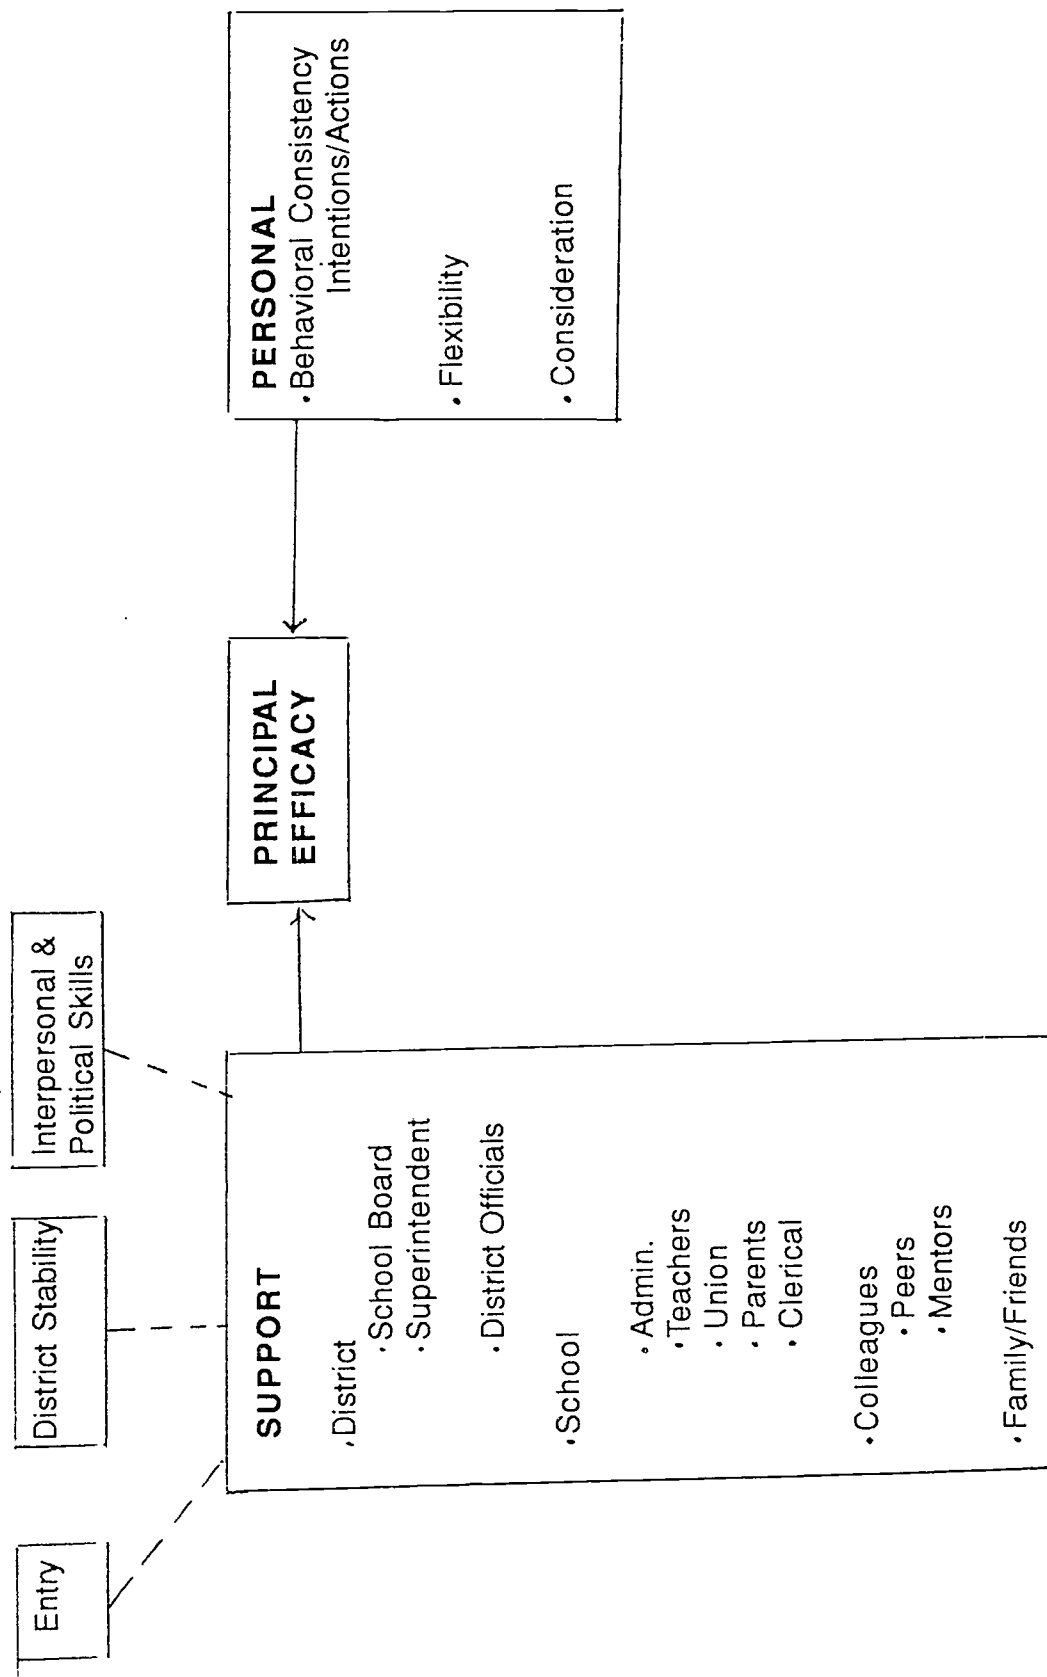 Entry
District Stability
Interpersonal &
Political Skills
SUPPORT
•District
•School Board
•Superintendent
•District Officials
•School
•Admin.
•Teachers
•Union
•Parents
•Clerical
•Colleagues
•Peers
•Mentors
•Family/Friends
PRINCIPAL
EFFICACY
PERSONAL
•Behavioral Consistency
Intentions/Actions
•Flexibility
•Consideration